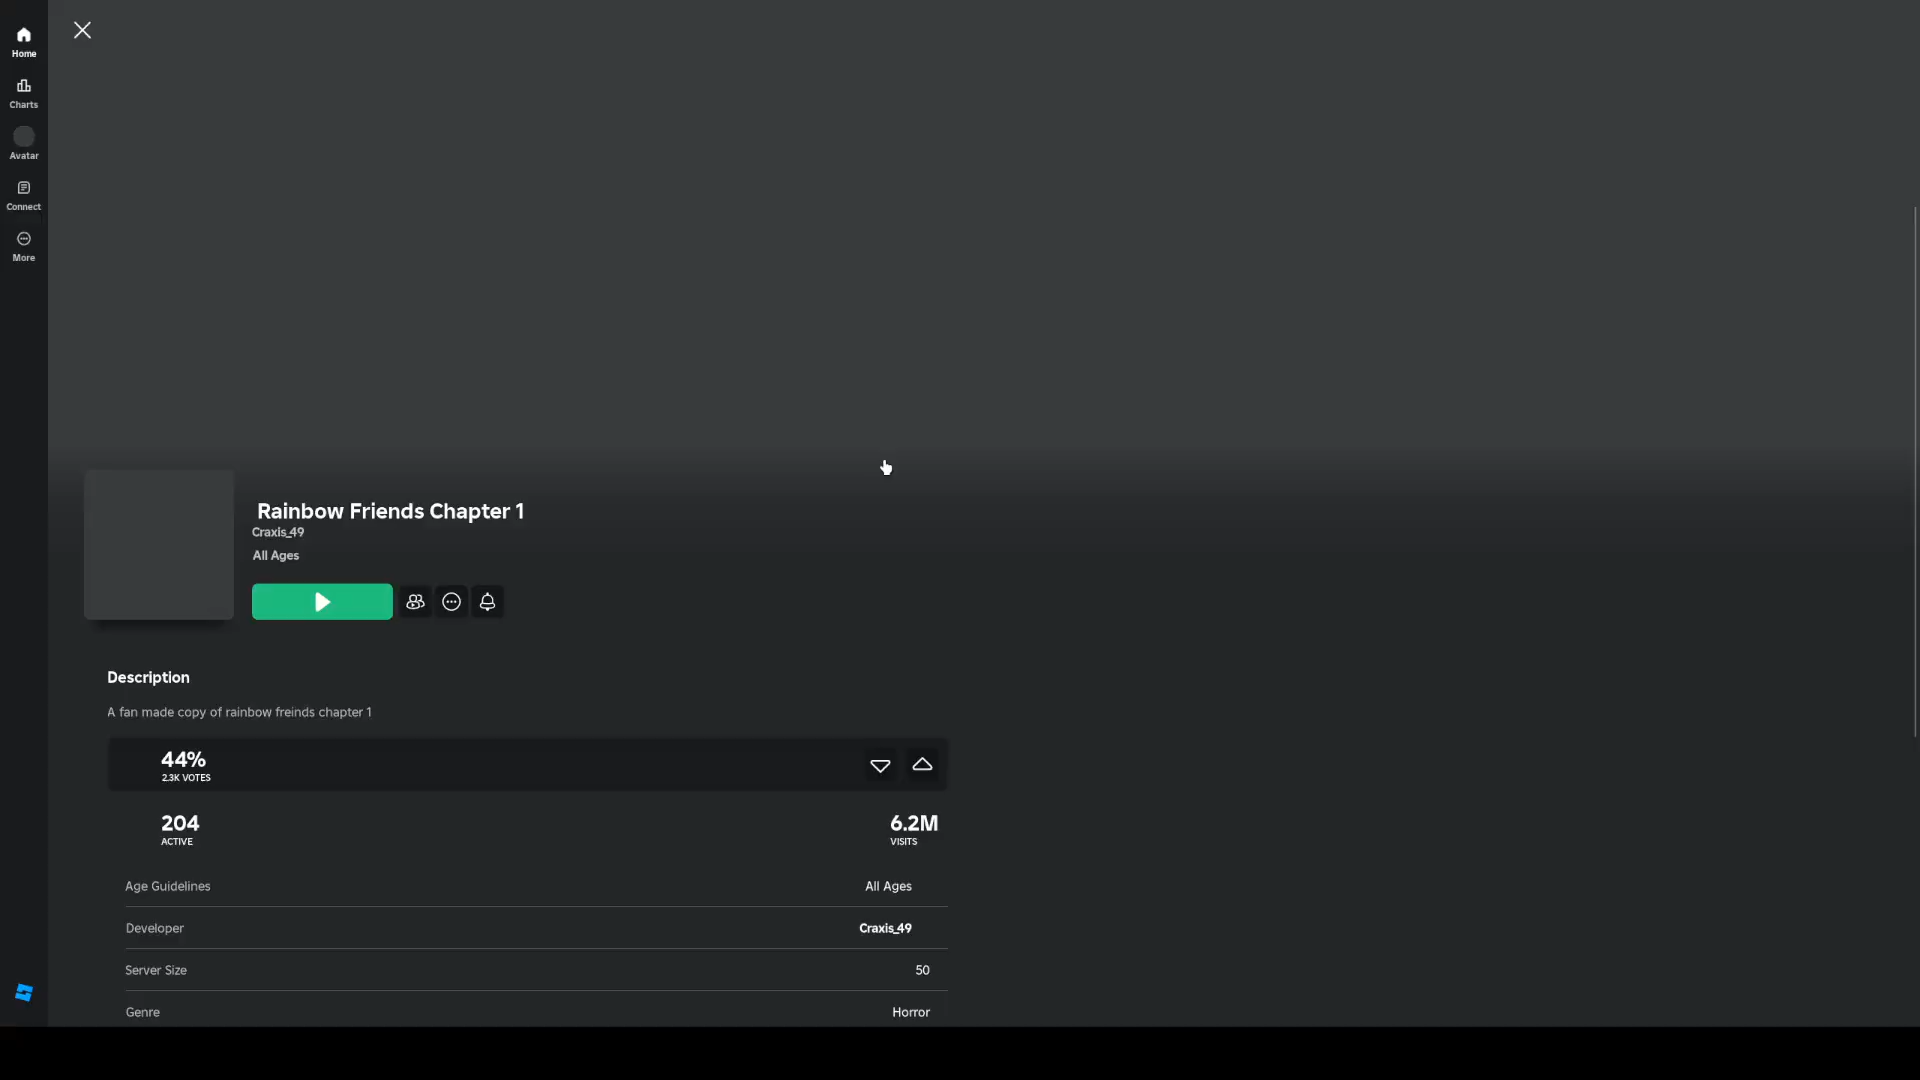 Home
Charts
Avatar
Connect
More
Rainbow Friends Chapter 1
Craxis_49
All Ages
Description
A fan made copy of rainbow freinds chapter 1
44%
2.3K VOTES
204
ACTIVE
6.2M
VISITS
Age Guidelines All Ages
Developer Craxis_49
Server Size 50
Genre Horror